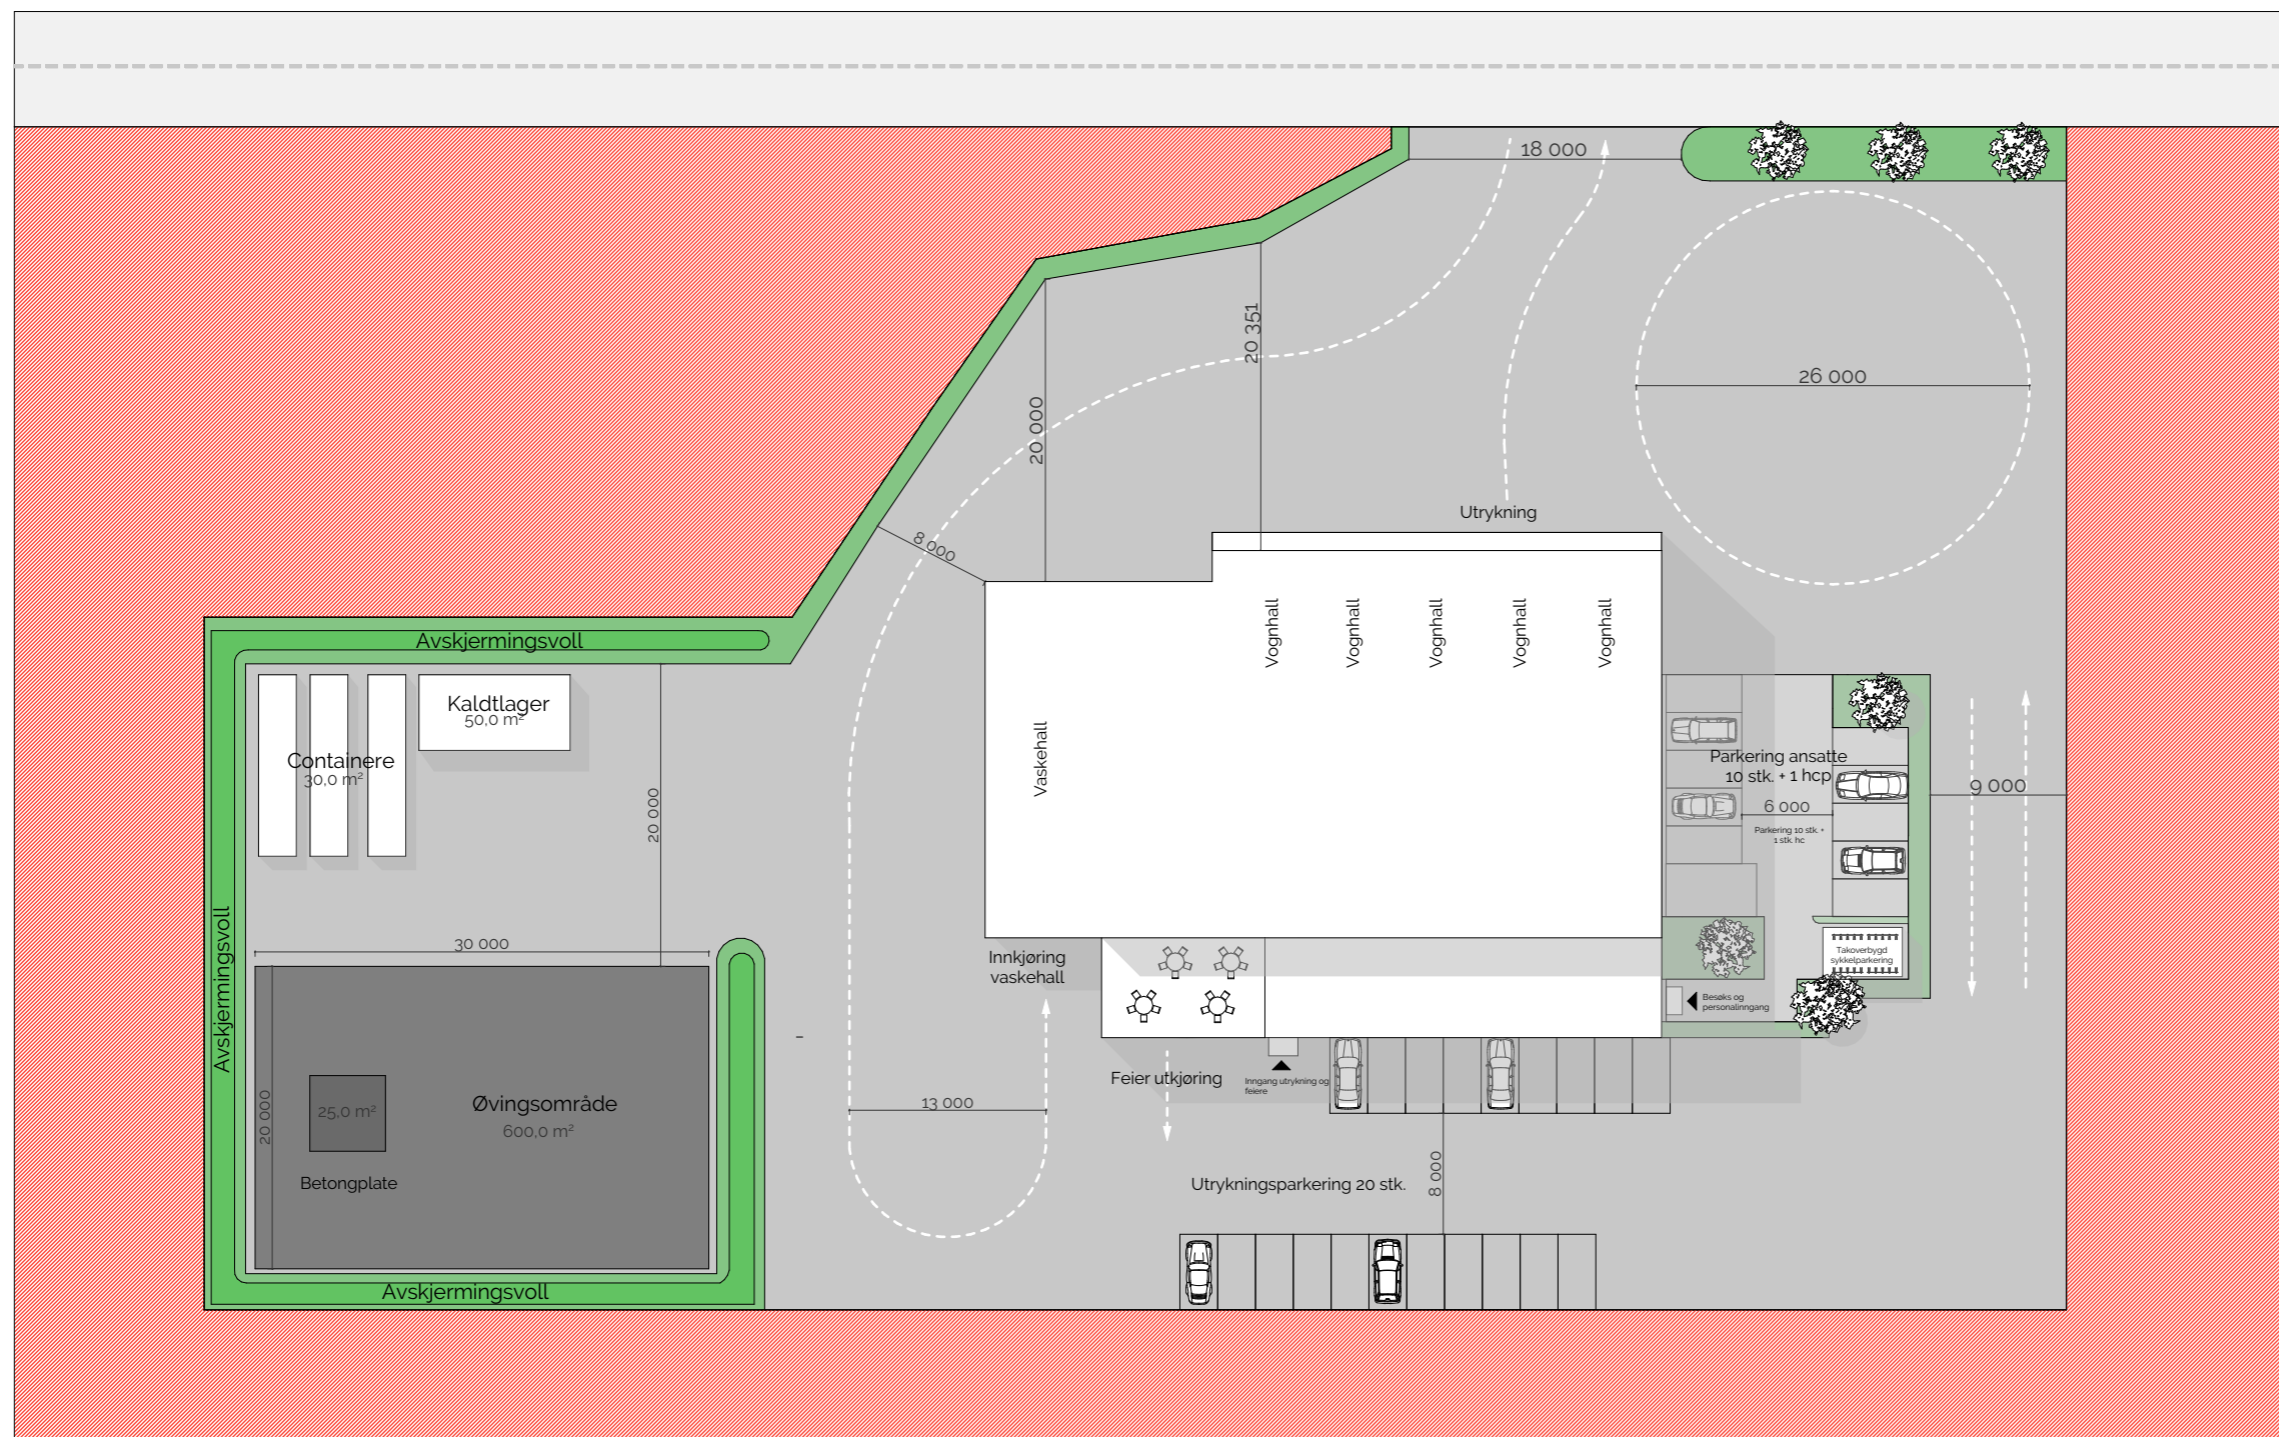 18 000
20 351
26 000
20 000
Utrykning
8 000
Vognhall
Vognhall
Vognhall
Vognhall
Vognhall
Avskjermingsvoll
Kaldtlager
50,0 m²
Containere
30,0 m²
Vaskehall
20 000
Parkering ansatte
10 stk. + 1 hcp
6 000
Parkering 10 stk. +
1 stk. hc
9 000
Avskjermingsvoll
30 000
Innkjøring
vaskehall
Takoverbygd
sykkelparkering
Besøks og
personalinngang
20 000
25,0 m²
Øvingsområde
600,0 m²
Betongplate
13 000
Feier utkjøring
Inngang utrykning og
feiere
Utrykningsparkering 20 stk.
8 000
Avskjermingsvoll